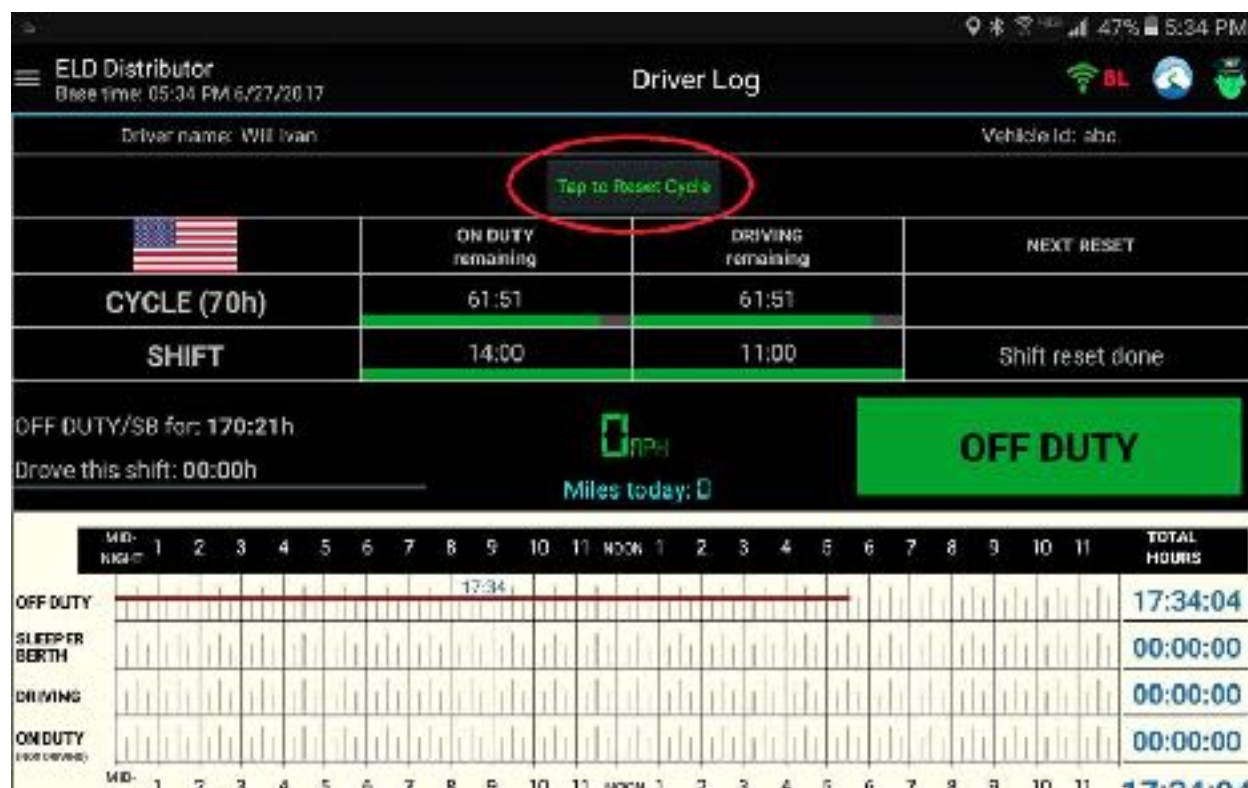 47% 5:34 PM
ELD Distributor
Base time: 05:34 PM 6/27/2017
Driver Log
BL
Driver name: Will Ivan
Vehicle Id: abc
Tap to Reset Cycle
ON DUTY remaining
DRIVING remaining
NEXT RESET
CYCLE (70h) 61:51 61:51
SHIFT 14:00 11:00 Shift reset done
OFF DUTY/SB for: 170:21h
Drove this shift: 00:00h
0 MPH
Miles today: 0
OFF DUTY
MID-NIGHT 1 2 3 4 5 6 7 8 9 10 11 NOON 1 2 3 4 5 6 7 8 9 10 11 TOTAL HOURS
OFF DUTY 17:34 17:34:04
SLEEPER BERTH 00:00:00
DRIVING 00:00:00
ON DUTY (NOT DRIVING) 00:00:00
MID- 1 2 3 4 5 6 7 8 9 10 11 NOON 1 2 3 4 5 6 7 8 9 10 11 17:34:04